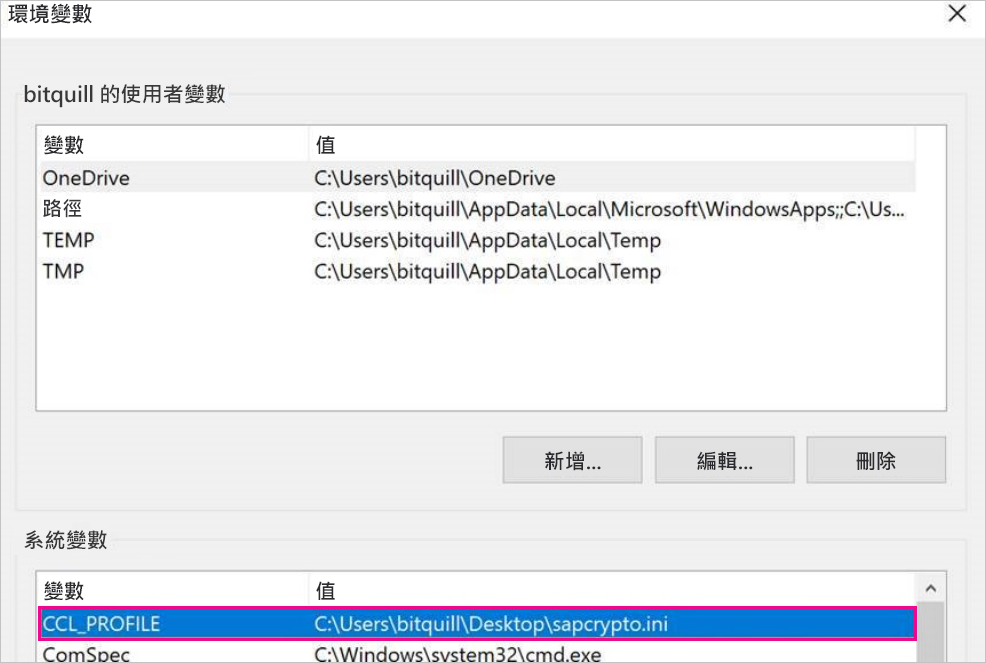 環境變數
bitquill 的使用者變數
變數 值
OneDrive C:\Users\bitquill\OneDrive
路徑 C:\Users\bitquill\AppData\Local\Microsoft\WindowsApps;;C:\Us...
TEMP C:\Users\bitquill\AppData\Local\Temp
TMP C:\Users\bitquill\AppData\Local\Temp
新增... 編輯... 刪除
系統變數
變數 值
CCL_PROFILE C:\Users\bitquill\Desktop\sapcrypto.ini
ComSpec C:\Windows\system32\cmd.exe